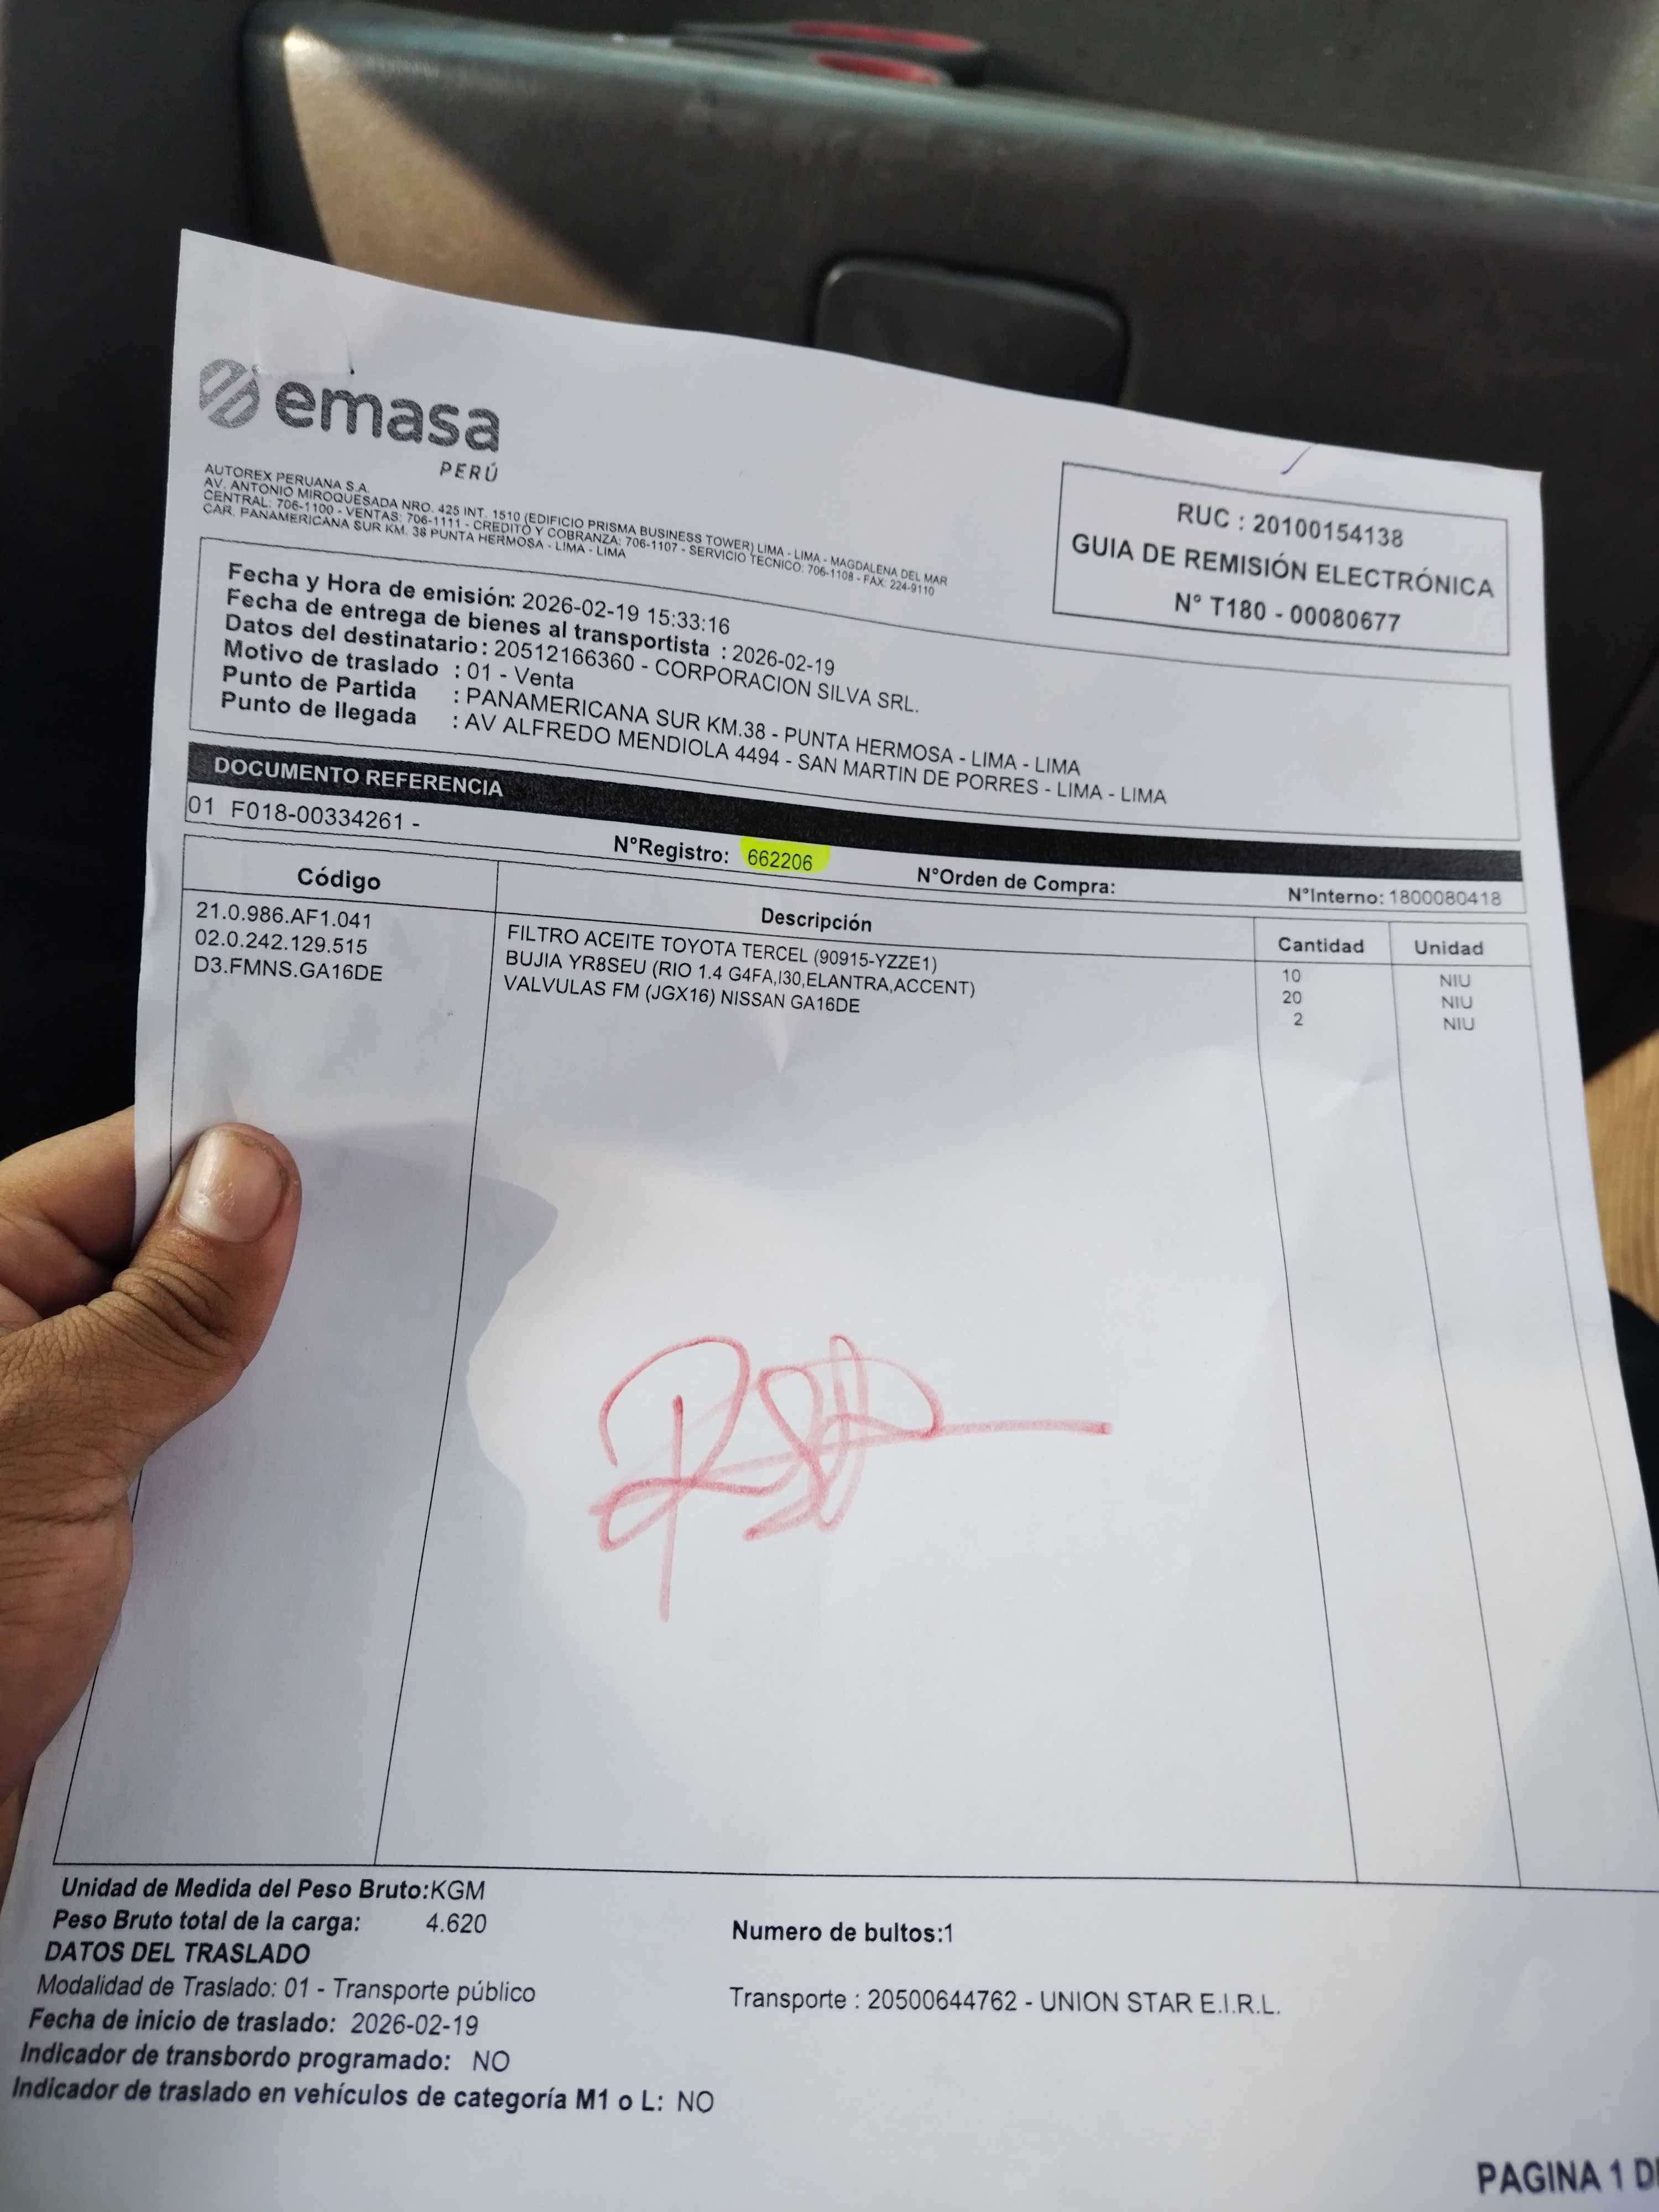 emasa
PERÚ
AUTOREX PERUANA S.A.
AV. ANTONIO MIROQUESADA NRO. 425 INT. 1510 (EDIFICIO PRISMA BUSINESS TOWER) LIMA - LIMA - MAGDALENA DEL MAR
CENTRAL: 706-1100 - VENTAS: 706-1111 - CREDITO Y COBRANZA: 706-1107 - SERVICIO TECNICO: 706-1108 - FAX: 224-9110
CAR. PANAMERICANA SUR KM. 38 PUNTA HERMOSA - LIMA - LIMA
RUC : 20100154138
GUIA DE REMISIÓN ELECTRÓNICA
N° T180 - 00080677
Fecha y Hora de emisión: 2026-02-19 15:33:16
Fecha de entrega de bienes al transportista : 2026-02-19
Datos del destinatario : 20512166360 - CORPORACION SILVA SRL.
Motivo de traslado : 01 - Venta
Punto de Partida : PANAMERICANA SUR KM.38 - PUNTA HERMOSA - LIMA - LIMA
Punto de llegada : AV ALFREDO MENDIOLA 4494 - SAN MARTIN DE PORRES - LIMA - LIMA
DOCUMENTO REFERENCIA
01 F018-00334261 - N°Registro: 662206 N°Orden de Compra: N°Interno: 1800080418
Código Descripción Cantidad Unidad
21.0.986.AF1.041 FILTRO ACEITE TOYOTA TERCEL (90915-YZZE1) 10 NIU
02.0.242.129.515 BUJIA YR8SEU (RIO 1.4 G4FA,I30,ELANTRA,ACCENT) 20 NIU
D3.FMNS.GA16DE VALVULAS FM (JGX16) NISSAN GA16DE 2 NIU
Unidad de Medida del Peso Bruto:KGM
Peso Bruto total de la carga: 4.620 Numero de bultos:1
DATOS DEL TRASLADO
Modalidad de Traslado: 01 - Transporte público Transporte : 20500644762 - UNION STAR E.I.R.L.
Fecha de inicio de traslado: 2026-02-19
Indicador de transbordo programado: NO
Indicador de traslado en vehículos de categoría M1 o L: NO
PAGINA 1